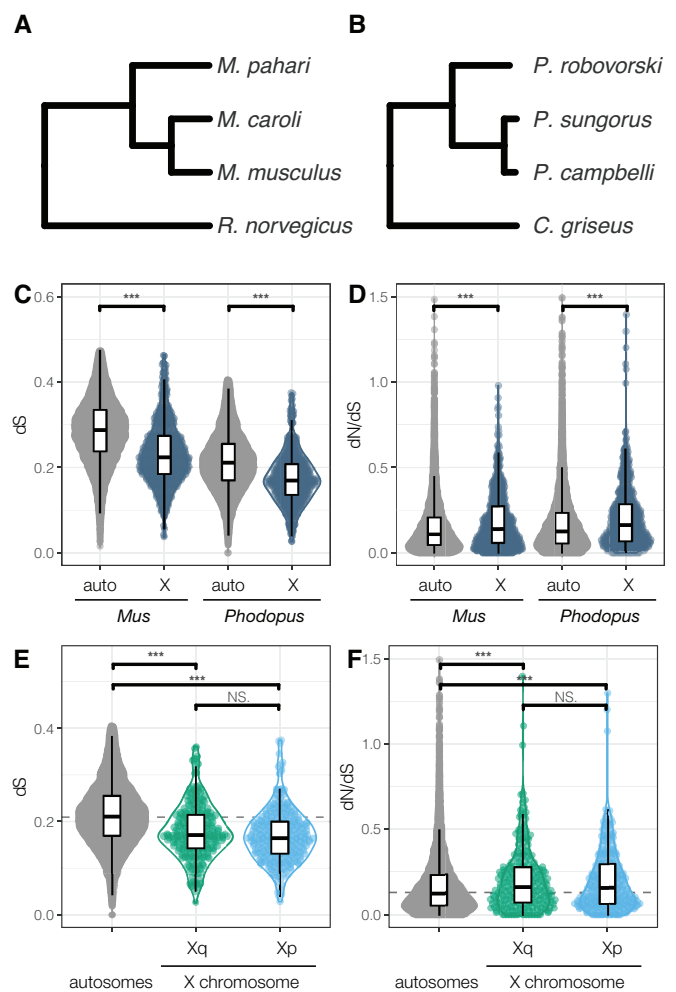 A
B
M. pahari
P. robovorski
M. caroli
P. sungorus
M. musculus
P. campbelli
R. norvegicus
C. griseus
C
0.6
***
***
0.4
dS
0.2
0.0
auto X auto X
Mus Phodopus
D
1.5
***
***
1.0
dN/dS
0.5
0.0
auto X auto X
Mus Phodopus
E
***
***
NS.
0.4
dS
0.2
0.0
Xq Xp
autosomes X chromosome
F
1.5
***
***
NS.
1.0
dN/dS
0.5
0.0
Xq Xp
autosomes X chromosome